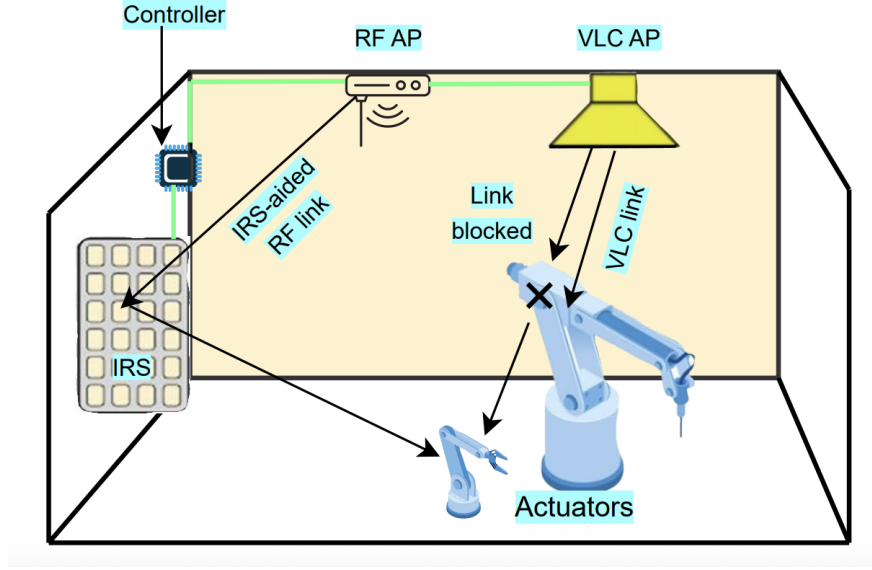 Controller
RF AP
VLC AP
IRS-aided
RF link
Link
blocked
VLC link
IRS
Actuators